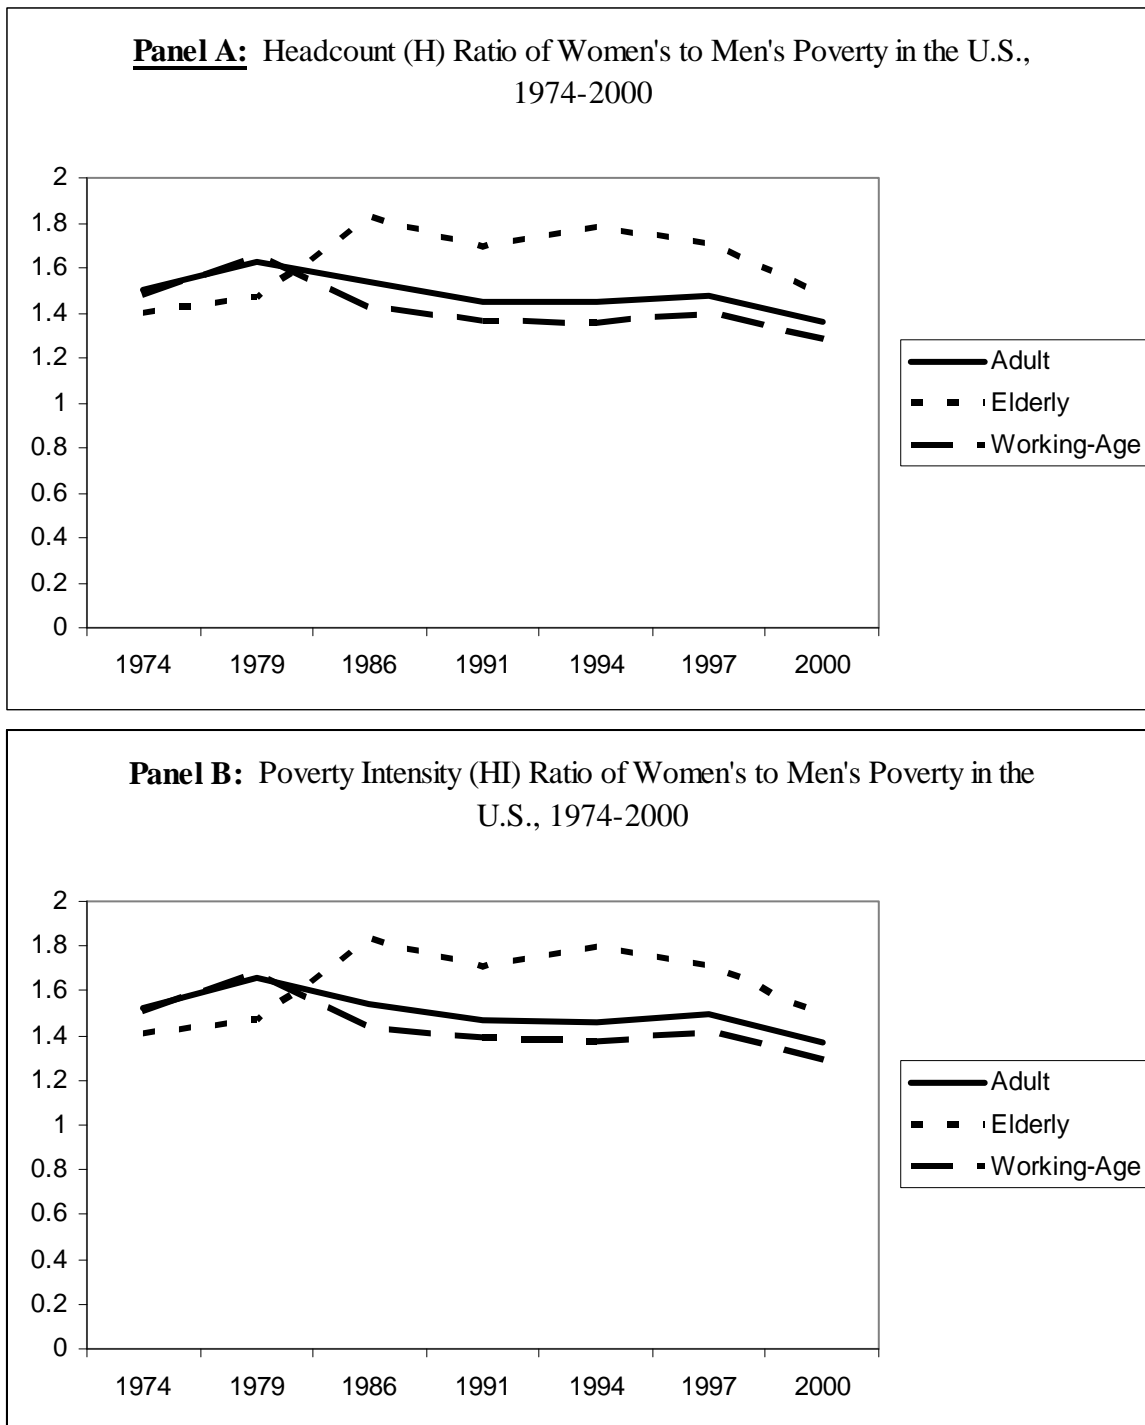 Panel A: Headcount (H) Ratio of Women's to Men's Poverty in the U.S.,
1974-2000
2
1.8
1.6
1.4
1.2
1
0.8
0.6
0.4
0.2
0
1974 1979 1986 1991 1994 1997 2000
Adult
Elderly
Working-Age
Panel B: Poverty Intensity (HI) Ratio of Women's to Men's Poverty in the
U.S., 1974-2000
2
1.8
1.6
1.4
1.2
1
0.8
0.6
0.4
0.2
0
1974 1979 1986 1991 1994 1997 2000
Adult
Elderly
Working-Age